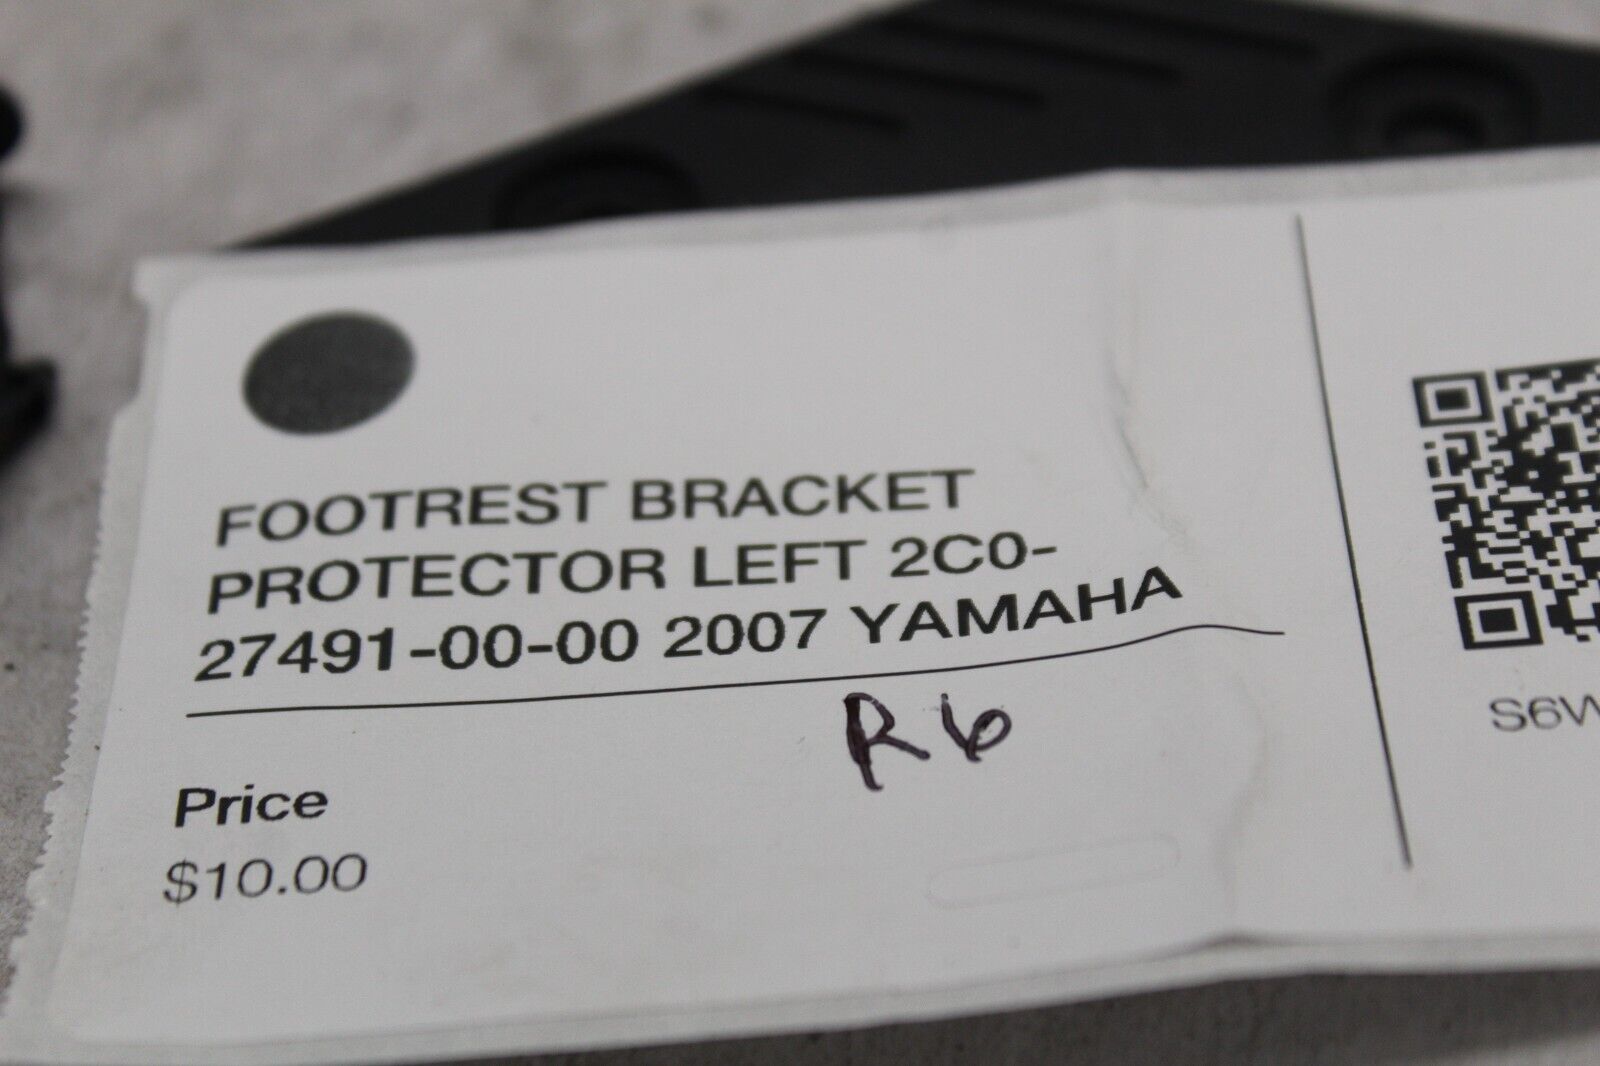 FOOTREST BRACKET
PROTECTOR LEFT 2C0-
27491-00-00 2007 YAMAHA
R6
Price
$10.00